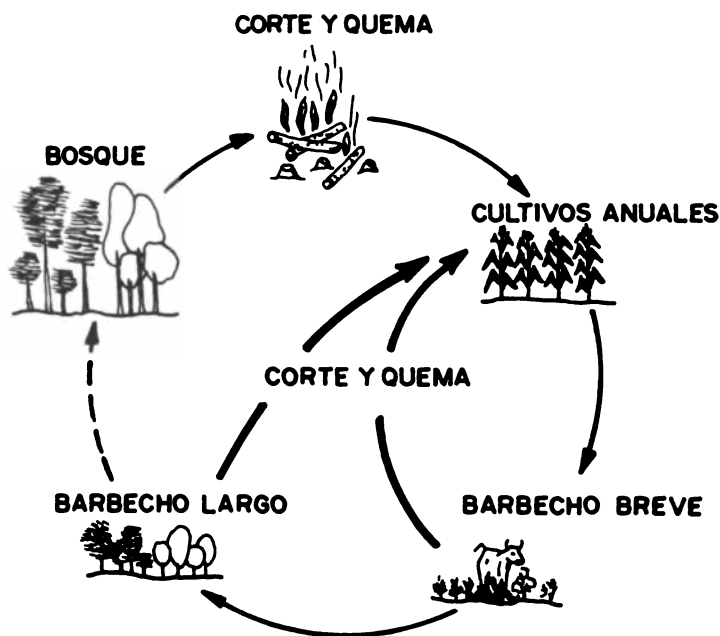 CORTE Y QUEMA
BOSQUE
CULTIVOS ANUALES
CORTE Y QUEMA
BARBECHO LARGO
BARBECHO BREVE